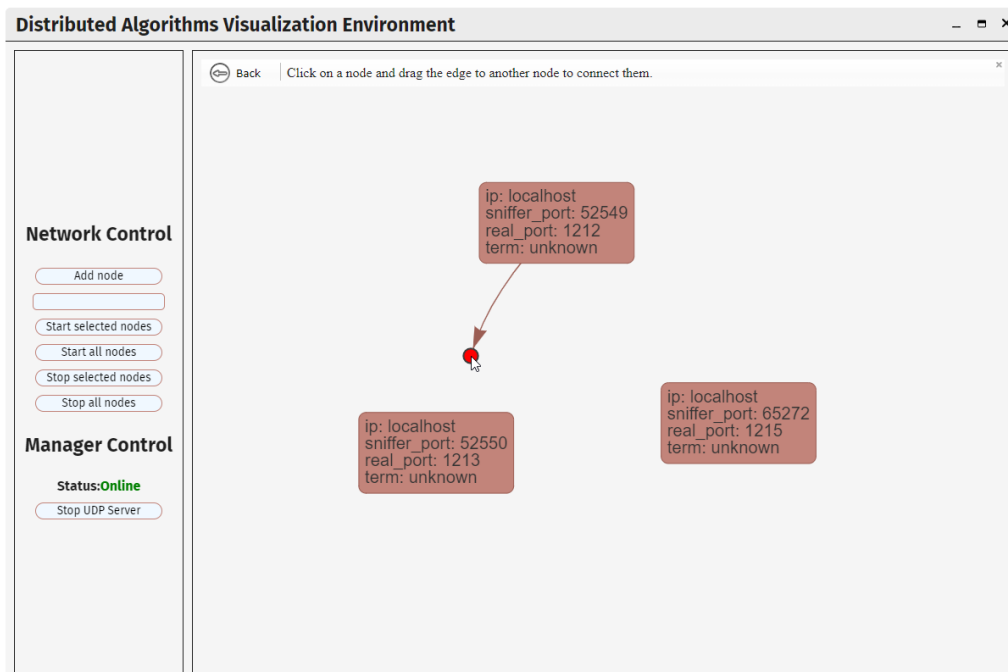 Distributed Algorithms Visualization Environment
Back
Click on a node and drag the edge to another node to connect them.
Network Control
Add node
Start selected nodes
Start all nodes
Stop selected nodes
Stop all nodes
Manager Control
Status:Online
Stop UDP Server
ip: localhost
sniffer_port: 52549
real_port: 1212
term: unknown
ip: localhost
sniffer_port: 52550
real_port: 1213
term: unknown
ip: localhost
sniffer_port: 65272
real_port: 1215
term: unknown